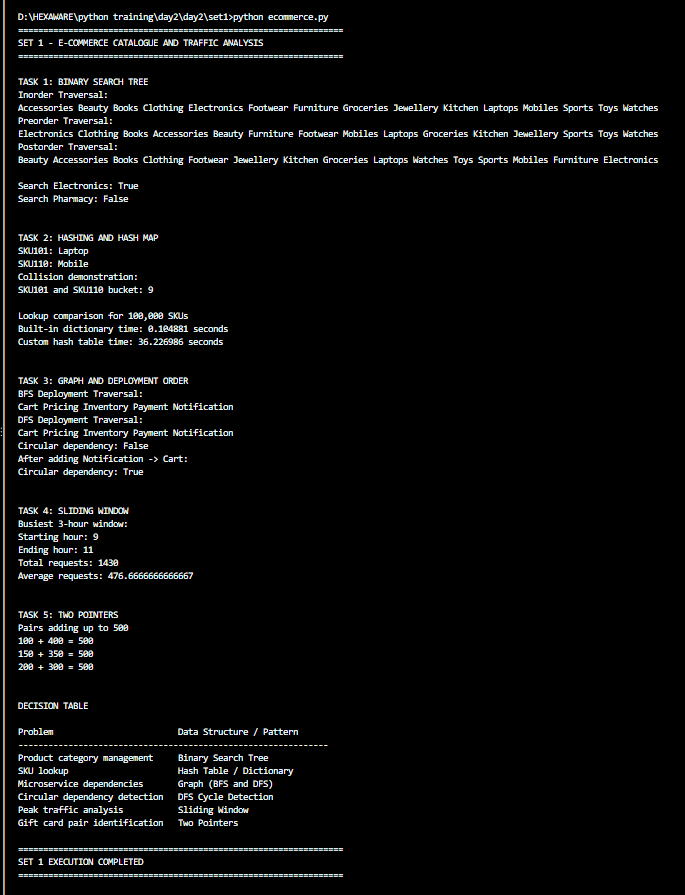 D:\HEXAWARE\python training\day2\day2\set1>python ecommerce.py
=================================================================
SET 1 - E-COMMERCE CATALOGUE AND TRAFFIC ANALYSIS
=================================================================
TASK 1: BINARY SEARCH TREE
Inorder Traversal:
Accessories Beauty Books Clothing Electronics Footwear Furniture Groceries Jewellery Kitchen Laptops Mobiles Sports Toys Watches
Preorder Traversal:
Electronics Clothing Books Accessories Beauty Furniture Footwear Mobiles Laptops Groceries Kitchen Jewellery Sports Toys Watches
Postorder Traversal:
Beauty Accessories Books Clothing Footwear Jewellery Kitchen Groceries Laptops Watches Toys Sports Mobiles Furniture Electronics
Search Electronics: True
Search Pharmacy: False
TASK 2: HASHING AND HASH MAP
SKU101: Laptop
SKU110: Mobile
Collision demonstration:
SKU101 and SKU110 bucket: 9
Lookup comparison for 100,000 SKUs
Built-in dictionary time: 0.104881 seconds
Custom hash table time: 36.226986 seconds
TASK 3: GRAPH AND DEPLOYMENT ORDER
BFS Deployment Traversal:
Cart Pricing Inventory Payment Notification
DFS Deployment Traversal:
Cart Pricing Inventory Payment Notification
Circular dependency: False
After adding Notification -> Cart:
Circular dependency: True
TASK 4: SLIDING WINDOW
Busiest 3-hour window:
Starting hour: 9
Ending hour: 11
Total requests: 1430
Average requests: 476.6666666666667
TASK 5: TWO POINTERS
Pairs adding up to 500
100 + 400 = 500
150 + 350 = 500
200 + 300 = 500
DECISION TABLE
Problem Data Structure / Pattern
--------------------------------------------------------------
Product category management Binary Search Tree
SKU lookup Hash Table / Dictionary
Microservice dependencies Graph (BFS and DFS)
Circular dependency detection DFS Cycle Detection
Peak traffic analysis Sliding Window
Gift card pair identification Two Pointers
=================================================================
SET 1 EXECUTION COMPLETED
=================================================================